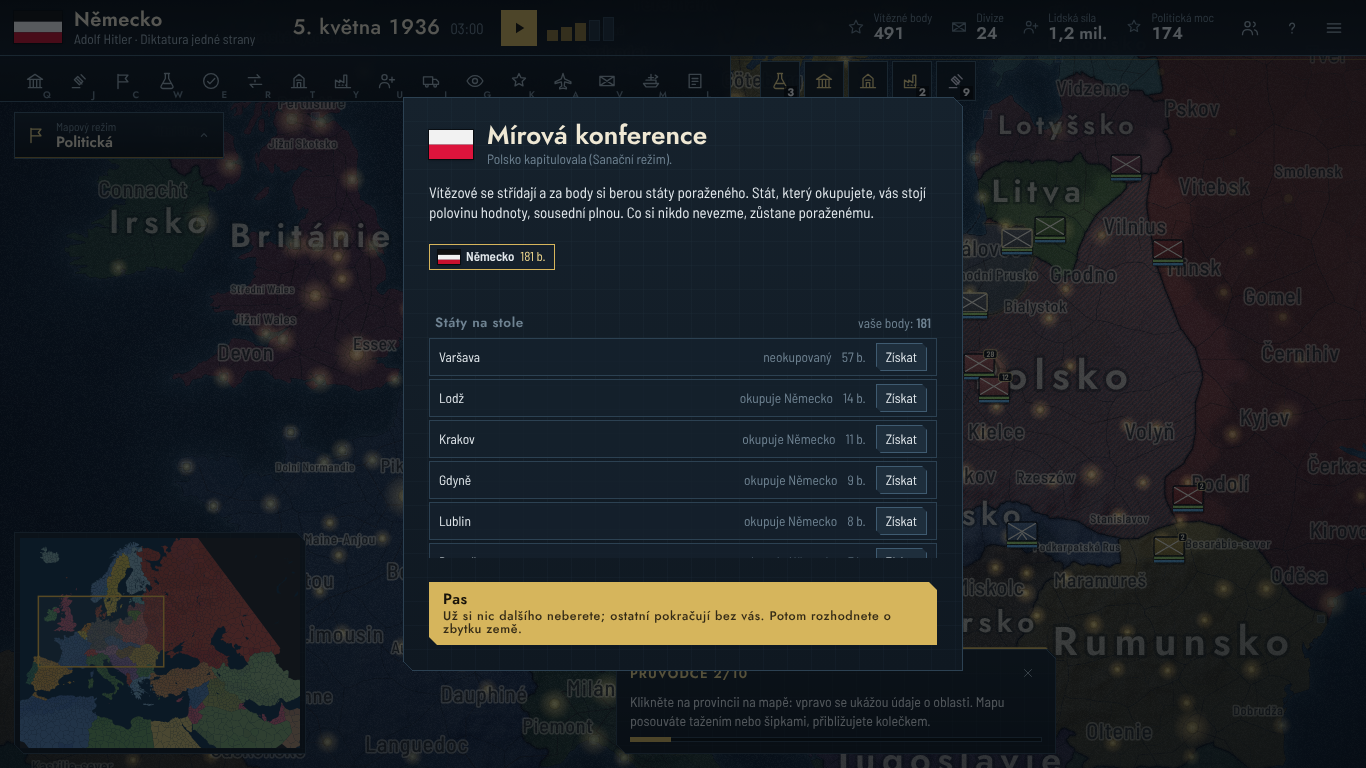 Německo
Adolf Hitler · Diktatura jedné strany
5. května 1936 03:00
Vítězné body
491
Divize
24
Lidská síla
1,2 mil.
Politická moc
174
?
Q J C W E R T Y U L G K A V M L
3 2 9
Mapový režim
Politická
Mírová konference
Polsko kapitulovala (Sanační režim).
Vítězové se střídají a za body si berou státy poraženého. Stát, který okupujete, vás stojí
polovinu hodnoty, sousední plnou. Co si nikdo nevezme, zůstane poraženému.
Německo 181 b.
Státy na stole
vaše body: 181
Varšava neokupovaný 57 b. Získat
Lodž okupuje Německo 14 b. Získat
Krakov okupuje Německo 11 b. Získat
Gdyně okupuje Německo 9 b. Získat
Lublin okupuje Německo 8 b. Získat
Pas
Už si nic dalšího neberete; ostatní pokračují bez vás. Potom rozhodnete o
zbytku země.
PRŮVODCE 2/10
Klikněte na provincii na mapě: vpravo se ukážou údaje o oblasti. Mapu
posouváte tažením nebo šipkami, přibližujete kolečkem.
Jižní Skotsko
Connacht
Irsko
Británie
Střední Wales
Jižní Wales
Devon
Essex
Dolní Normandie
Maine-Anjou
Limousin
Dauphiné
Milán
Piemont
Languedoc
Vidzeme
Pskov
Lotyšsko
Smolensk
Vitebsk
Litva
Vilnius
Minsk
Grodno
Bialystok
Gomel
Černihiv
Kyjev
Kielce
Volyň
Rzeszów
Podolí
Stanislavov
Maramureš
Oděsa
Rumunsko
Dobrudža
Oltenie